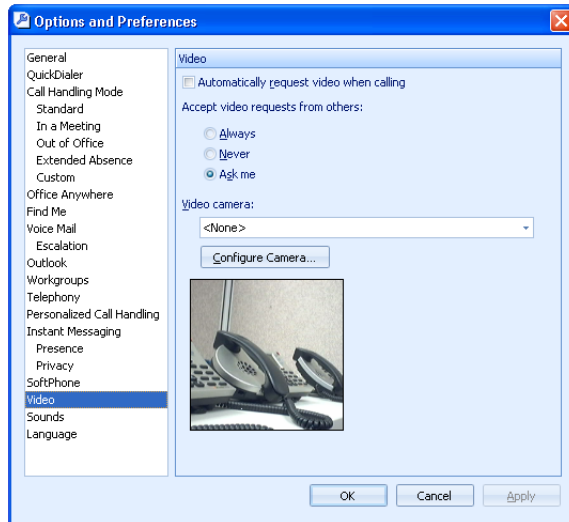 Options and Preferences
General
QuickDialer
Call Handling Mode
Standard
In a Meeting
Out of Office
Extended Absence
Custom
Office Anywhere
Find Me
Voice Mail
Escalation
Outlook
Workgroups
Telephony
Personalized Call Handling
Instant Messaging
Presence
Privacy
SoftPhone
Video
Sounds
Language
Video
Automatically request video when calling
Accept video requests from others:
Always
Never
Ask me
Video camera:
<None>
Configure Camera...
OK
Cancel
Apply